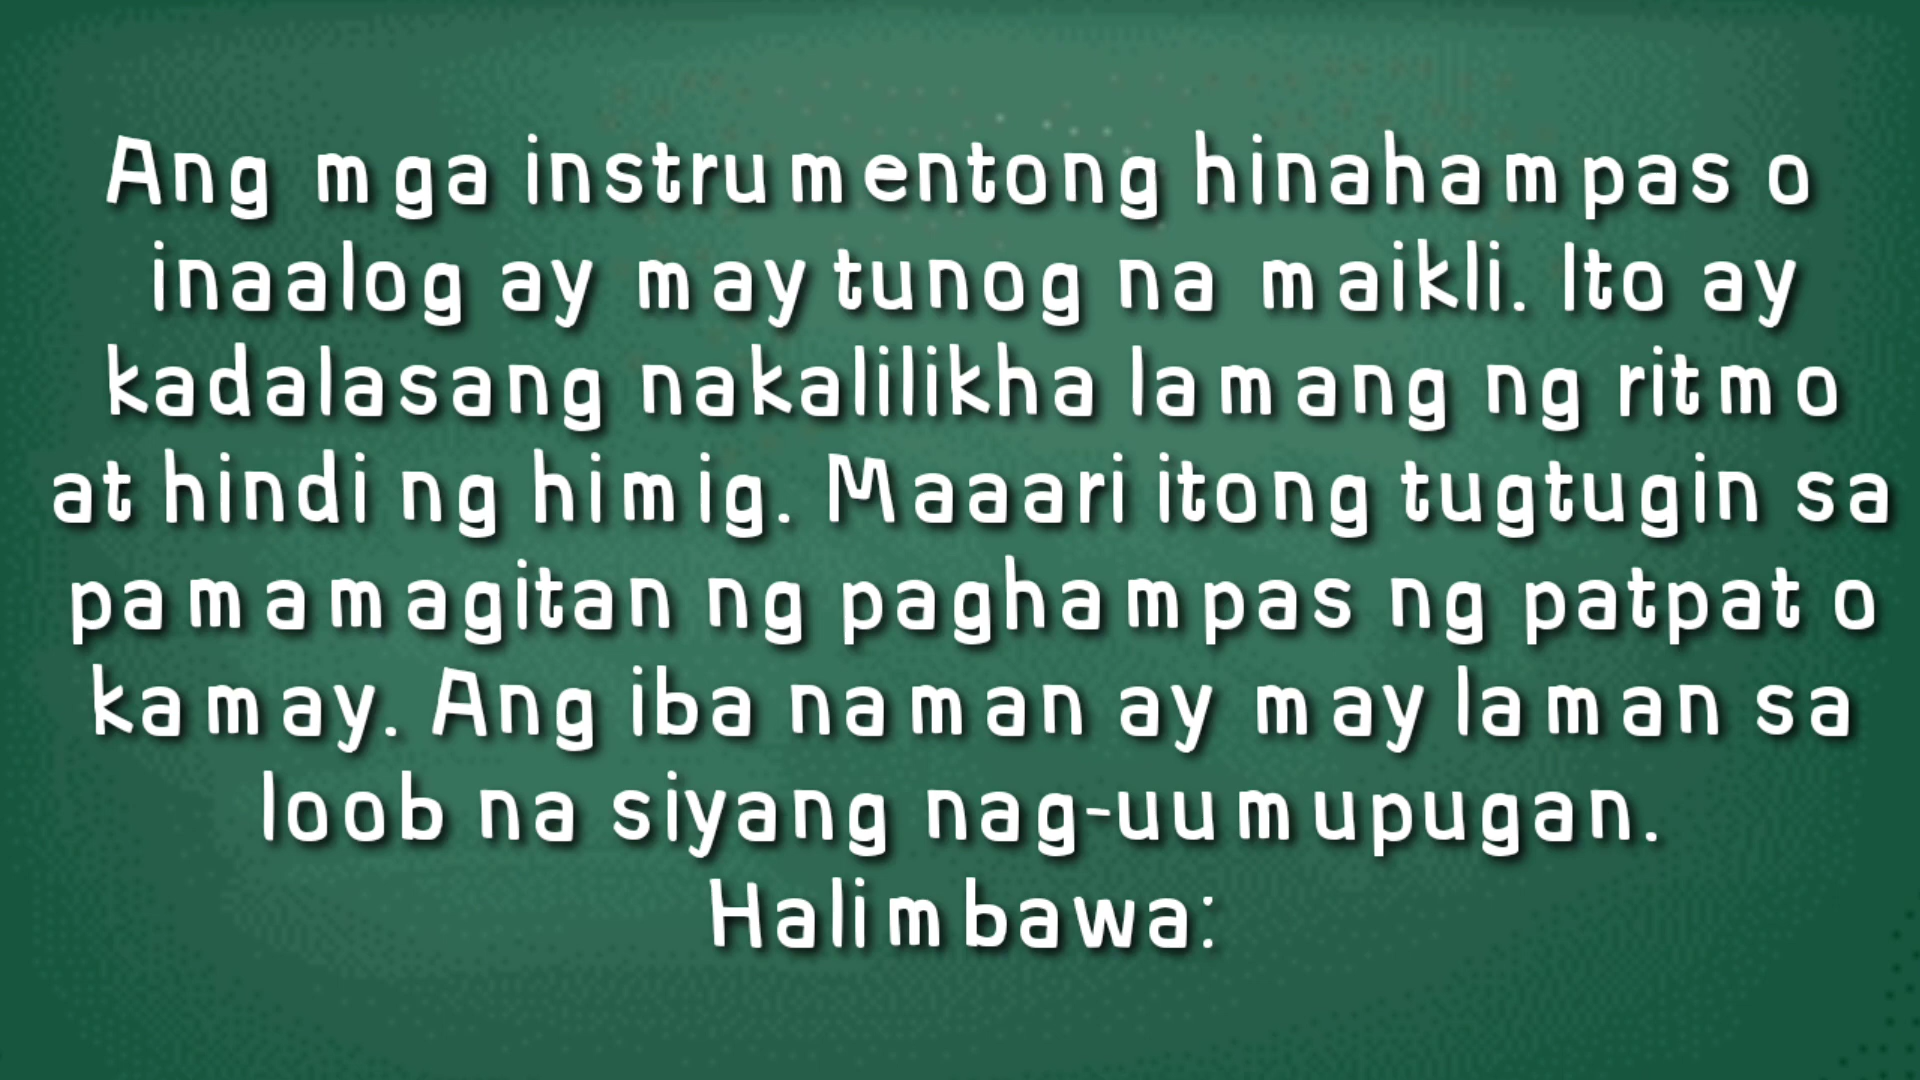 Ang mga instrumentong hinahampas o
inaalog ay may tunog na maikli. Ito ay
kadalasang nakalilikha lamang ng ritmo
at hindi ng himig. Maaari itong tugtugin sa
pamamagitan ng paghampas ng patpat o
kamay. Ang iba naman ay may laman sa
loob na siyang nag-uumupugan.
Halimbawa: